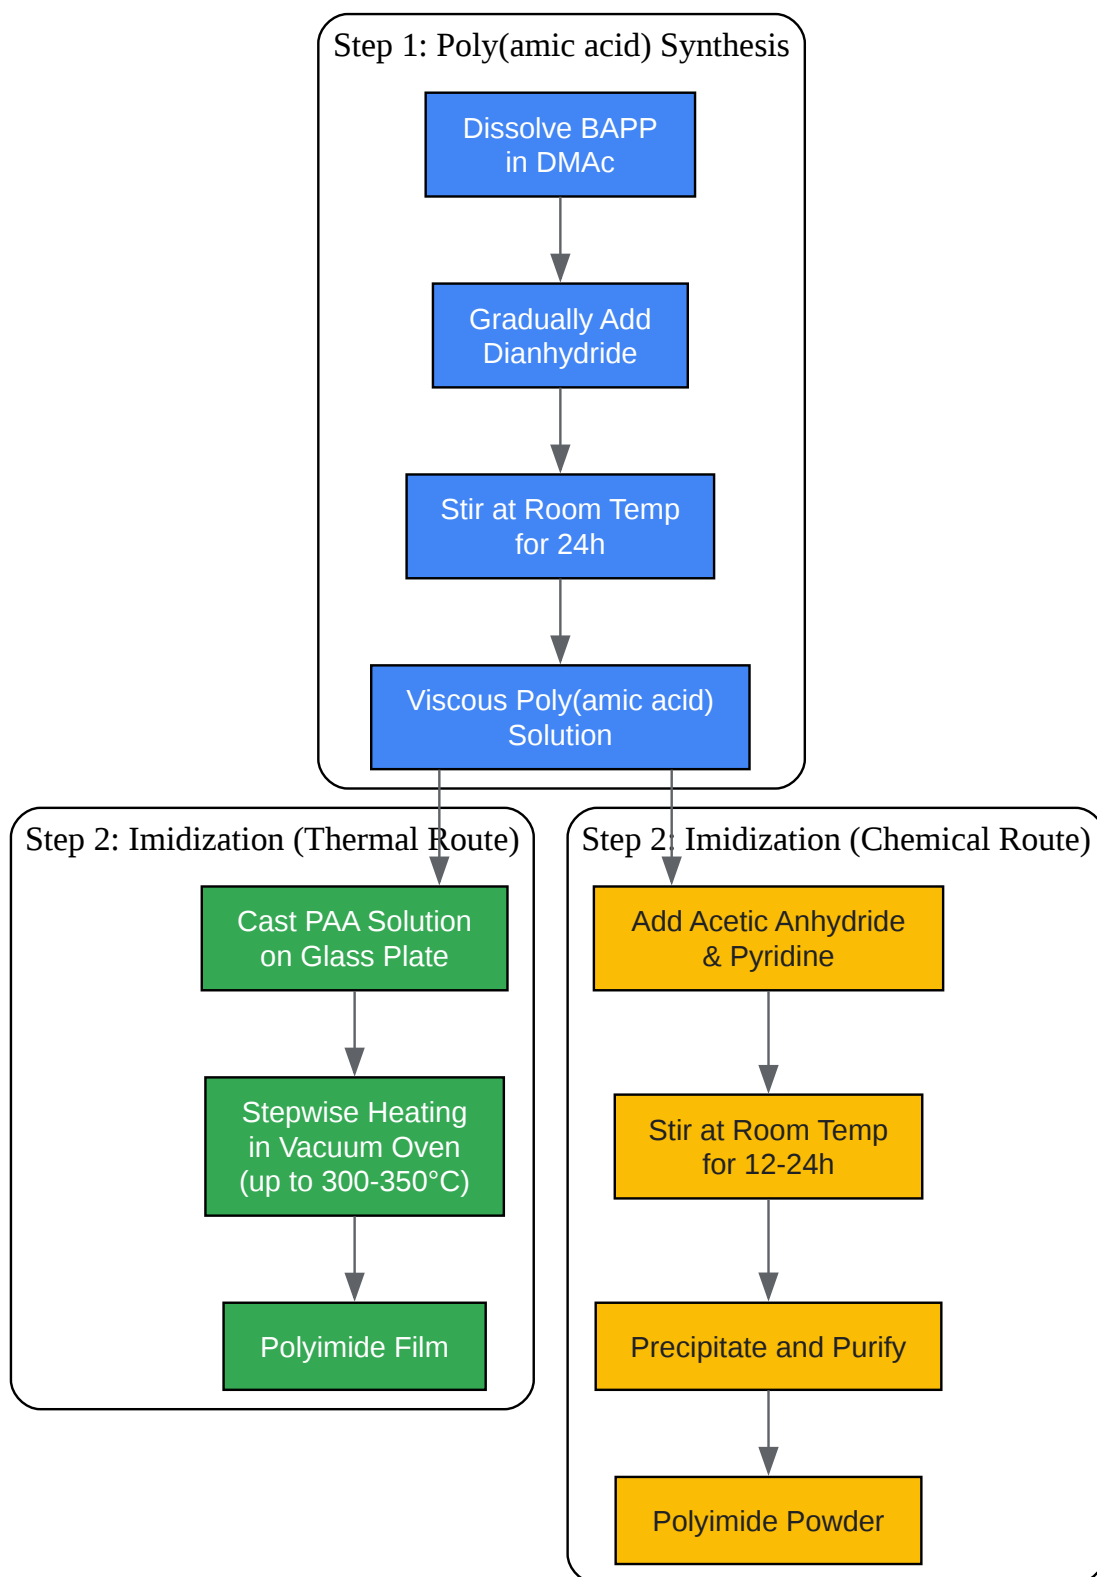 Step 1: Poly(amic acid) Synthesis
Dissolve BAPP
in DMAc
Gradually Add
Dianhydride
Stir at Room Temp
for 24h
Viscous Poly(amic acid)
Solution
Step 2: Imidization (Thermal Route)
Cast PAA Solution
on Glass Plate
Stepwise Heating
in Vacuum Oven
(up to 300-350°C)
Polyimide Film
Step 2: Imidization (Chemical Route)
Add Acetic Anhydride
& Pyridine
Stir at Room Temp
for 12-24h
Precipitate and Purify
Polyimide Powder